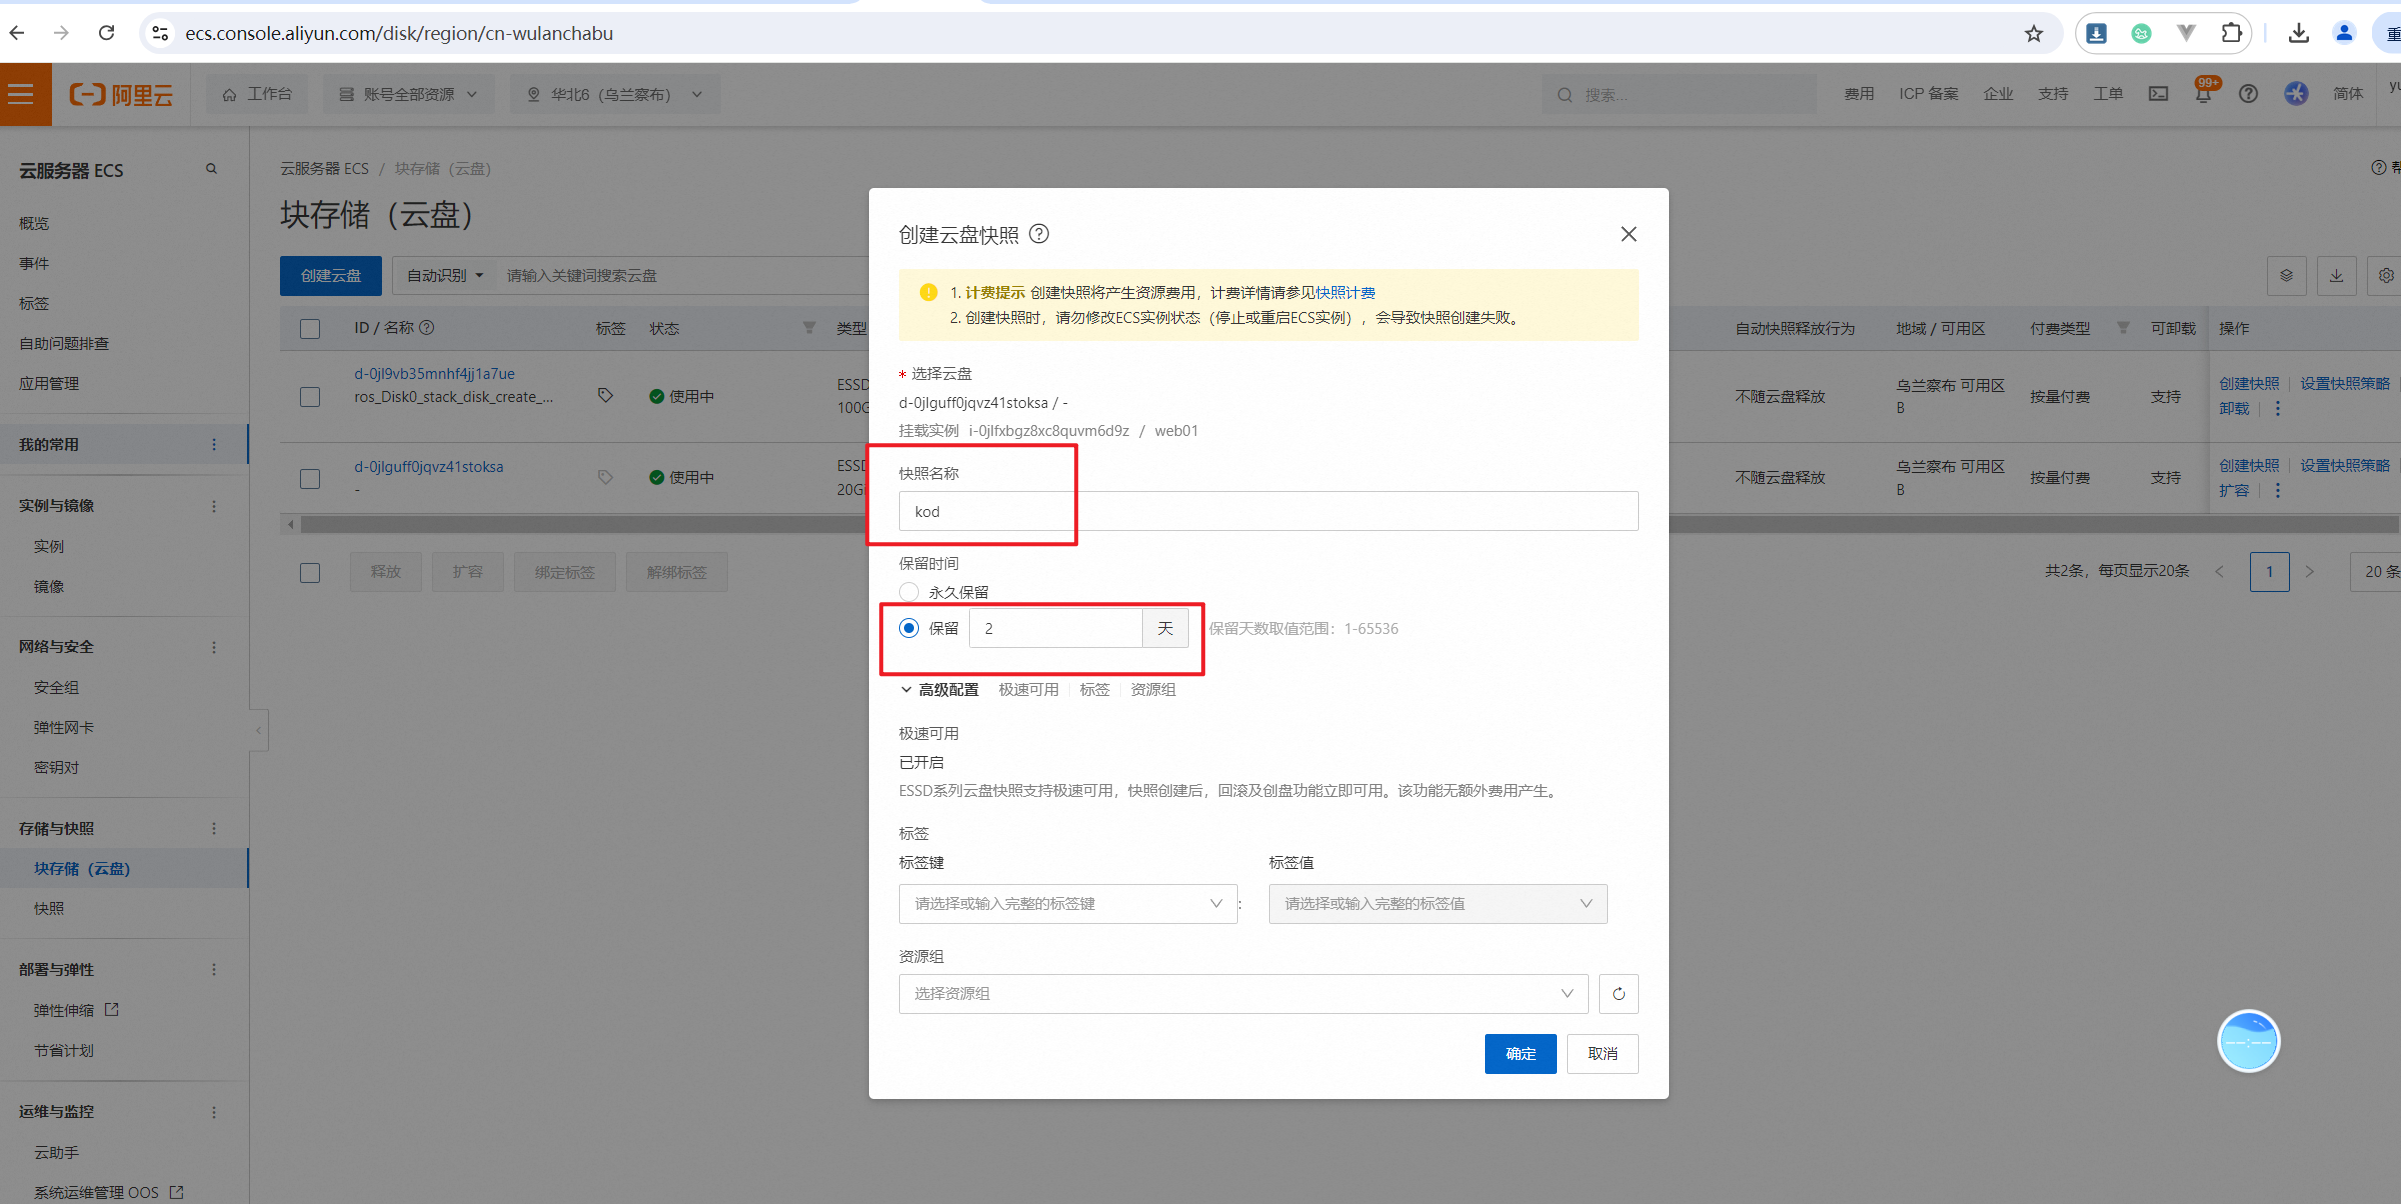 ecs.console.aliyun.com/disk/region/cn-wulanchabu
阿里云
工作台
账号全部资源
华北6（乌兰察布）
搜索...
费用
ICP 备案
企业
支持
工单
99+
简体
云服务器 ECS
概览
事件
标签
自助问题排查
应用管理
我的常用
实例与镜像
实例
镜像
网络与安全
安全组
弹性网卡
密钥对
存储与快照
块存储（云盘）
快照
部署与弹性
弹性伸缩
节省计划
运维与监控
云助手
系统运维管理 OOS
云服务器 ECS / 块存储（云盘）
块存储（云盘）
创建云盘
自动识别
请输入关键词搜索云盘
ID / 名称
标签
状态
类型
自动快照释放行为
地域 / 可用区
付费类型
可卸载
操作
d-0jl9vb35mnhf4jj1a7ue
ros_Disk0_stack_disk_create_...
使用中
ESSD
100G
不随云盘释放
乌兰察布 可用区
B
按量付费
支持
创建快照
设置快照策略
卸载
d-0jlguff0jqvz41stoksa
-
使用中
ESSD
20Gi
不随云盘释放
乌兰察布 可用区
B
按量付费
支持
创建快照
设置快照策略
扩容
释放
扩容
绑定标签
解绑标签
共2条，每页显示20条
1
20 条
创建云盘快照
1. 计费提示 创建快照将产生资源费用，计费详情请参见快照计费
2. 创建快照时，请勿修改ECS实例状态（停止或重启ECS实例），会导致快照创建失败。
* 选择云盘
d-0jlguff0jqvz41stoksa / -
挂载实例 i-0jlfxbgz8xc8quvm6d9z / web01
快照名称
kod
保留时间
永久保留
保留
2
天
保留天数取值范围：1-65536
高级配置
极速可用
标签
资源组
极速可用
已开启
ESSD系列云盘快照支持极速可用，快照创建后，回滚及创盘功能立即可用。该功能无额外费用产生。
标签
标签键
标签值
请选择或输入完整的标签键
:
请选择或输入完整的标签值
资源组
选择资源组
确定
取消